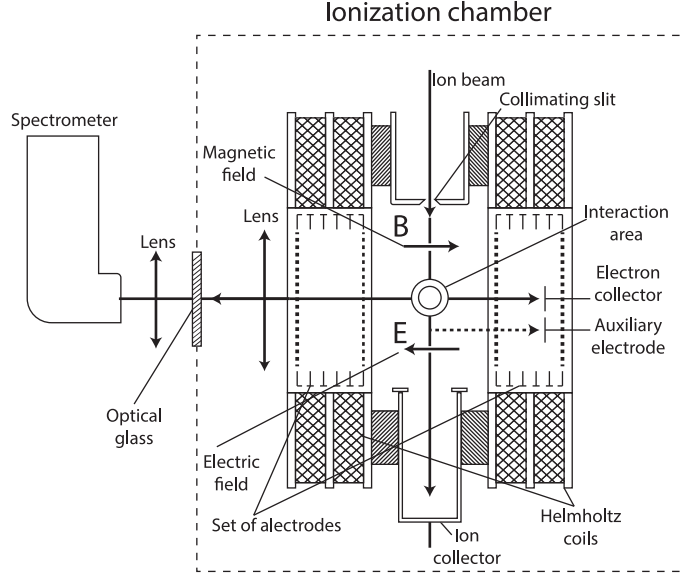 Ionization chamber
Ion beam
Collimating slit
Spectrometer
Magnetic
field
Lens
Lens
B
Interaction
area
Electron
collector
Auxiliary
electrode
E
Optical
glass
Electric
field
Set of alectrodes
Ion
collector
Helmholtz
coils